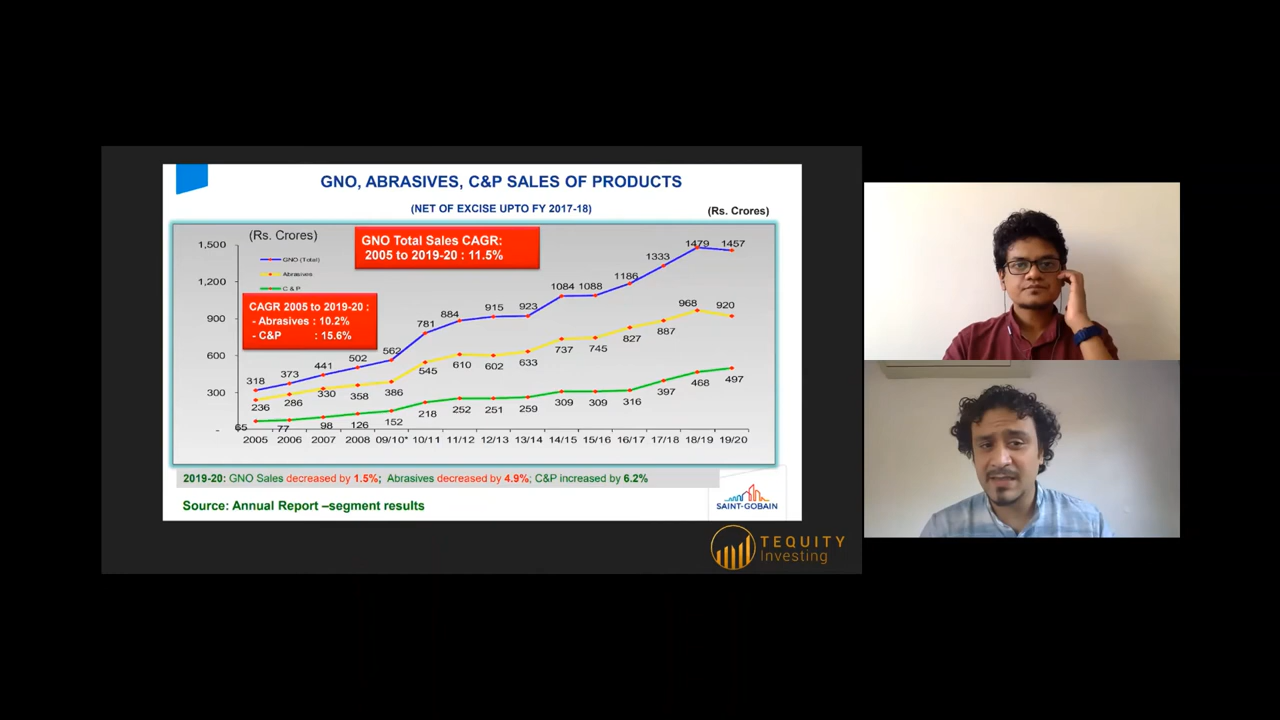 GNO, ABRASIVES, C&P SALES OF PRODUCTS
(NET OF EXCISE UPTO FY 2017-18)
(Rs. Crores)
(Rs. Crores)
GNO Total Sales CAGR:
2005 to 2019-20 : 11.5%
GNO (Total)
Abrasives
C & P
CAGR 2005 to 2019-20 :
- Abrasives : 10.2%
- C&P : 15.6%
1,500
1,200
900
600
300
-
318 373 441 502 562 781 884 915 923 1084 1088 1186 1333 1479 1457
236 286 330 358 386 545 610 602 633 737 745 827 887 968 920
65 77 98 126 152 218 252 251 259 309 309 316 397 468 497
2005 2006 2007 2008 09/10* 10/11 11/12 12/13 13/14 14/15 15/16 16/17 17/18 18/19 19/20
2019-20: GNO Sales decreased by 1.5%; Abrasives decreased by 4.9%; C&P increased by 6.2%
Source: Annual Report –segment results
SAINT-GOBAIN
TEQUITY
Investing